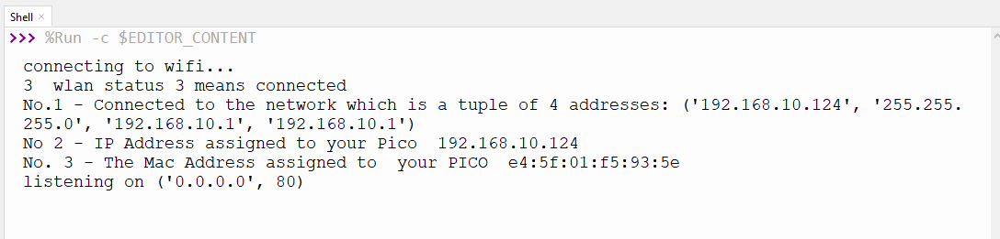 Shell ×
>>> %Run -c $EDITOR_CONTENT
connecting to wifi...
3  wlan status 3 means connected
No.1 - Connected to the network which is a tuple of 4 addresses: ('192.168.10.124', '255.255.
255.0', '192.168.10.1', '192.168.10.1')
No 2 - IP Address assigned to your Pico  192.168.10.124
No. 3 - The Mac Address assigned to  your PICO  e4:5f:01:f5:93:5e
listening on ('0.0.0.0', 80)